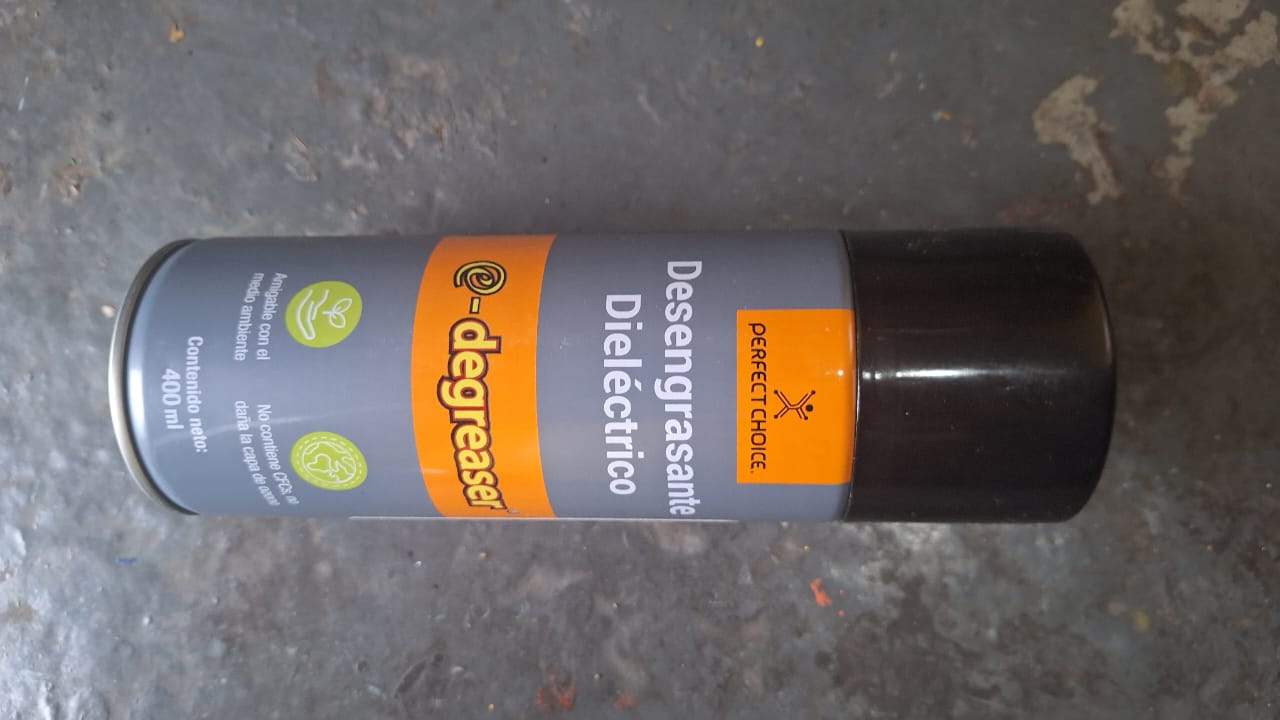 PERFECT CHOICE.
Desengrasante
Dieléctrico
e-degreaser
Amigable con el
medio ambiente
No contiene CFCs, no
daña la capa de ozono
Contenido neto:
400 ml